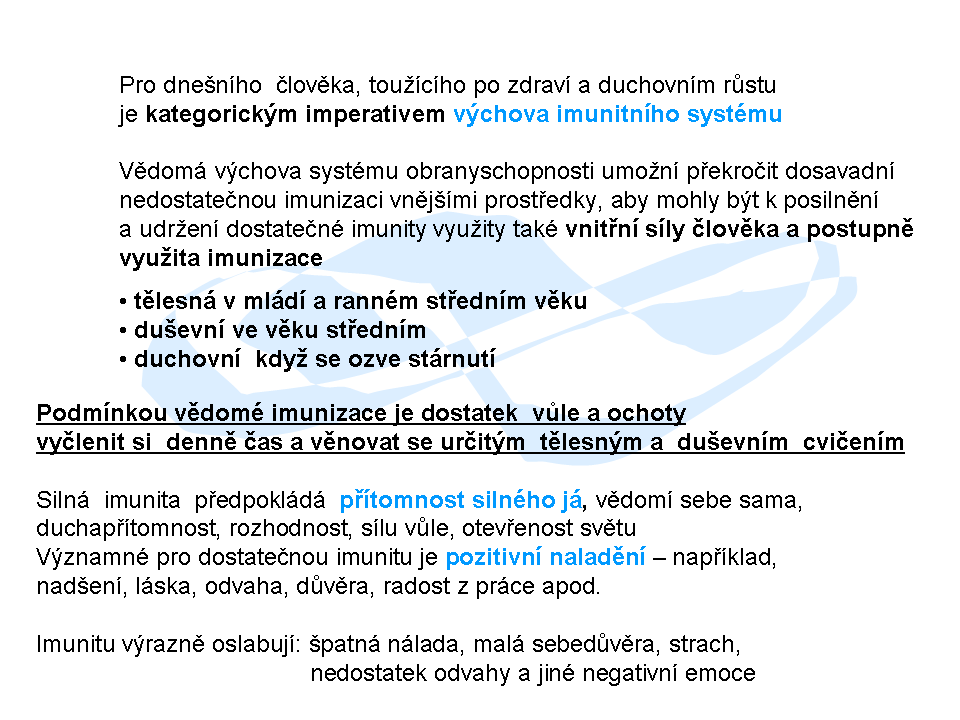 Pro dnešního  člověka, toužícího po zdraví a duchovním růstu
je kategorickým imperativem výchova imunitního systému
Vědomá výchova systému obranyschopnosti umožní překročit dosavadní
nedostatečnou imunizaci vnějšími prostředky, aby mohly být k posilnění
a udržení dostatečné imunity využity také vnitřní síly člověka a postupně
využita imunizace
• tělesná v mládí a ranném středním věku
• duševní ve věku středním
• duchovní  když se ozve stárnutí
Podmínkou vědomé imunizace je dostatek  vůle a ochoty
vyčlenit si  denně čas a věnovat se určitým  tělesným a  duševním  cvičením
Silná  imunita  předpokládá  přítomnost silného já, vědomí sebe sama,
duchapřítomnost, rozhodnost, sílu vůle, otevřenost světu
Významné pro dostatečnou imunitu je pozitivní naladění – například,
nadšení, láska, odvaha, důvěra, radost z práce apod.
Imunitu výrazně oslabují: špatná nálada, malá sebedůvěra, strach,
nedostatek odvahy a jiné negativní emoce